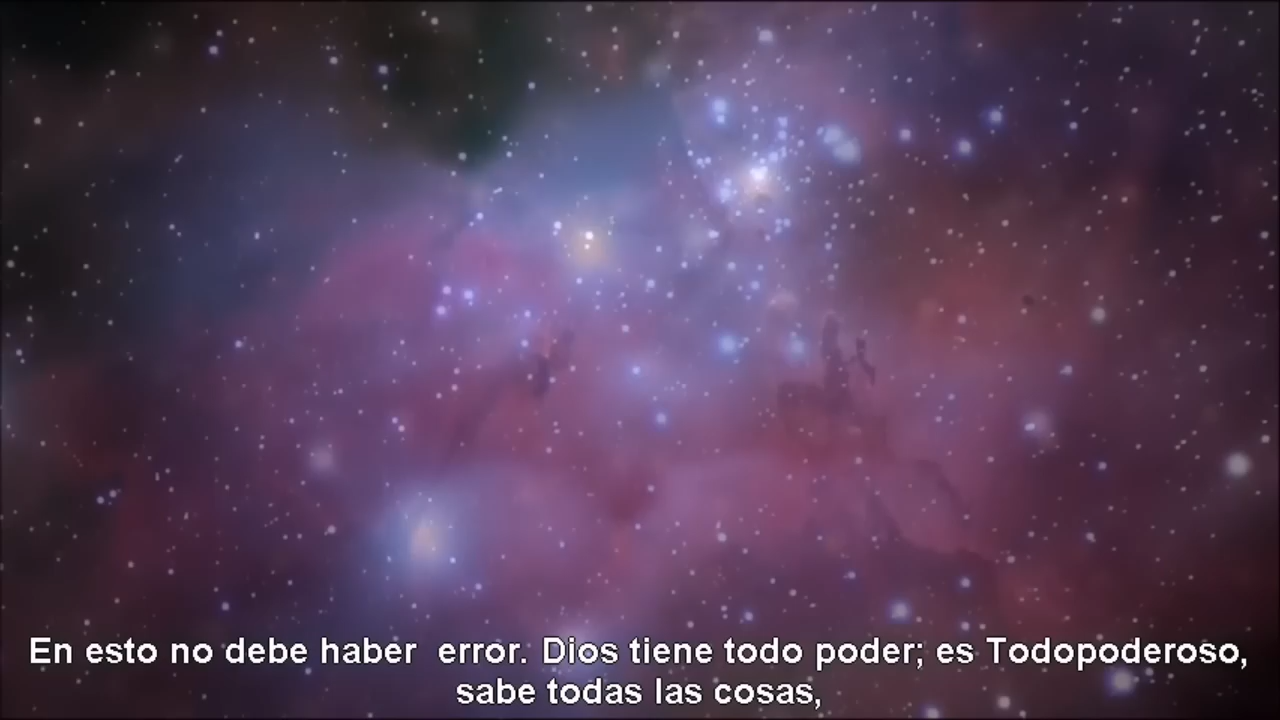 En esto no debe haber  error. Dios tiene todo poder; es Todopoderoso,
sabe todas las cosas,